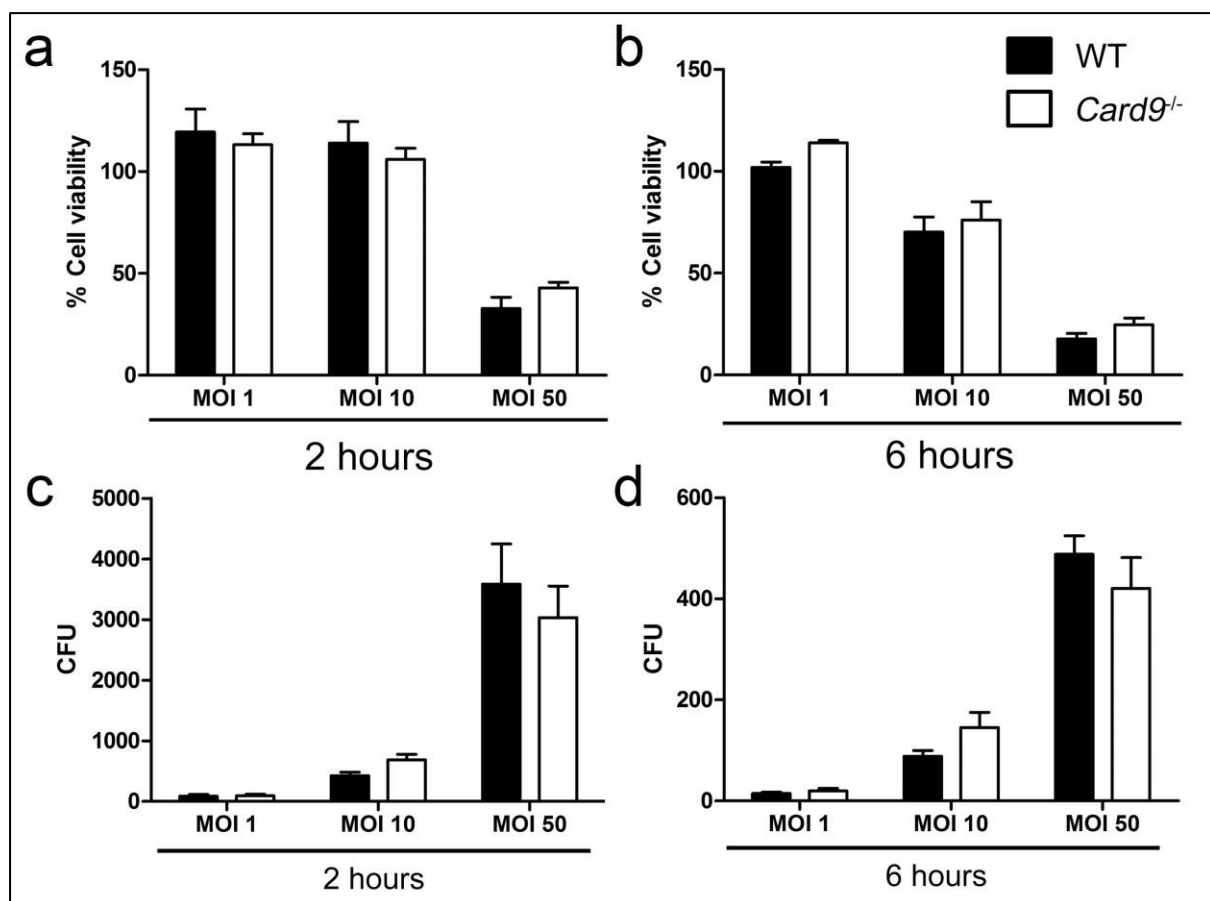 a
150
100
50
0
% Cell viability
MOI 1 MOI 10 MOI 50
2 hours
b
150
100
50
0
% Cell viability
MOI 1 MOI 10 MOI 50
6 hours
WT
Card9-/-
c
5000
4000
3000
2000
1000
0
CFU
MOI 1 MOI 10 MOI 50
2 hours
d
600
400
200
0
CFU
MOI 1 MOI 10 MOI 50
6 hours